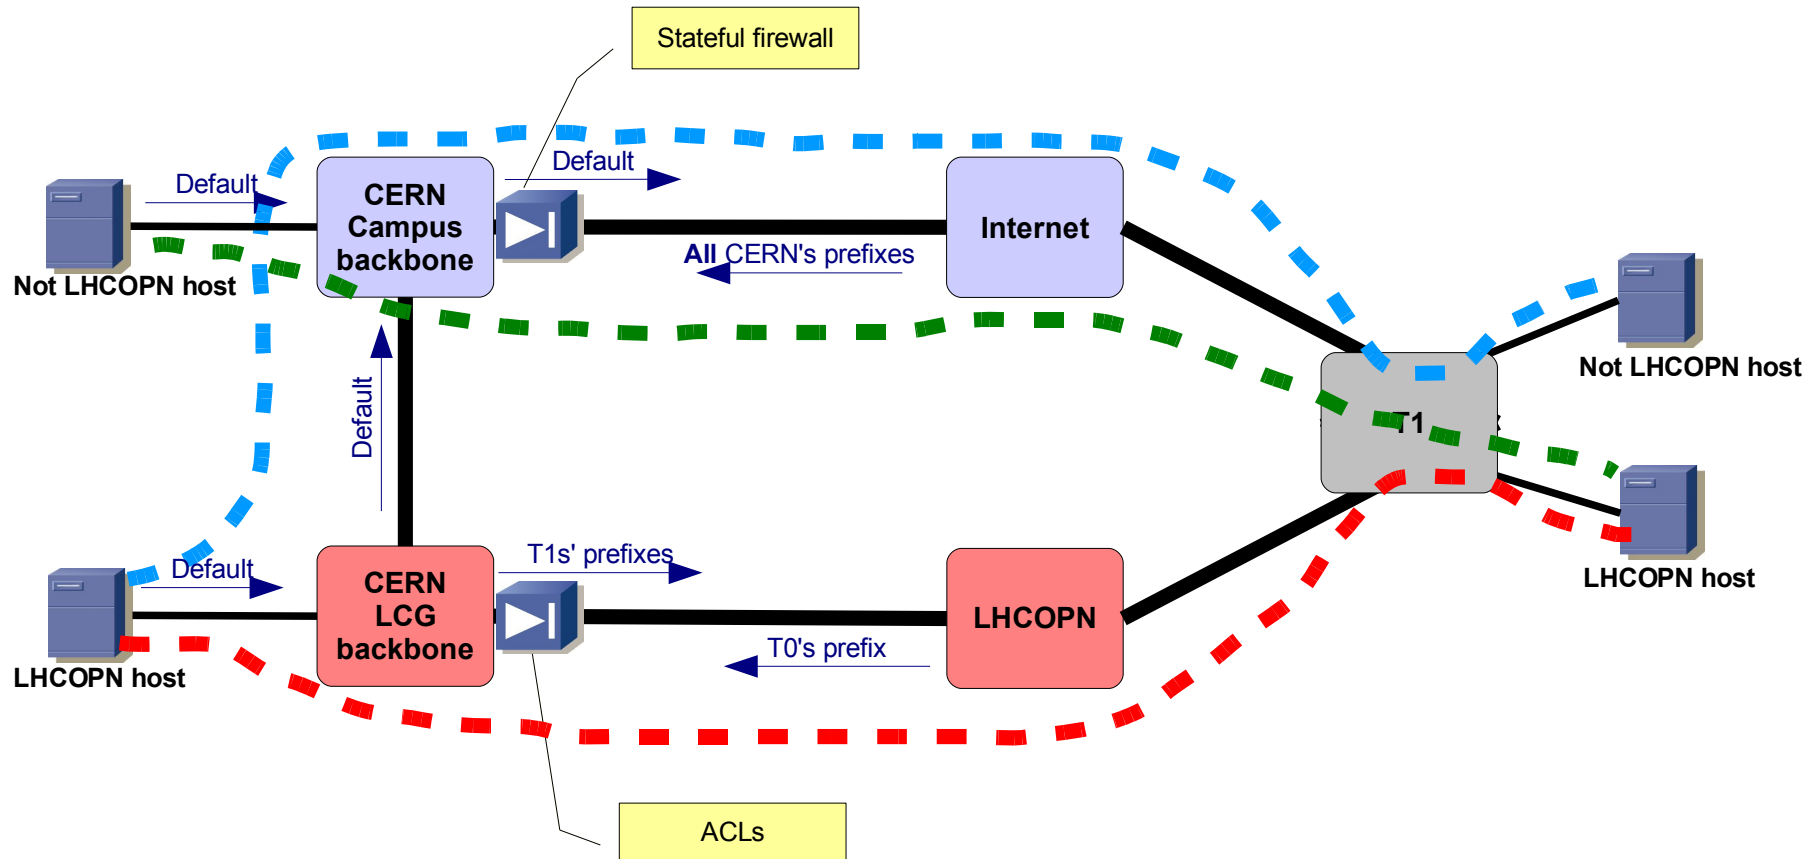 Stateful firewall
Default
Default
CERN
Campus
backbone
Internet
All CERN's prefixes
Not LHCOPN host
Not LHCOPN host
Default
T1
Default
T1s' prefixes
CERN
LCG
backbone
LHCOPN
T0's prefix
LHCOPN host
LHCOPN host
ACLs